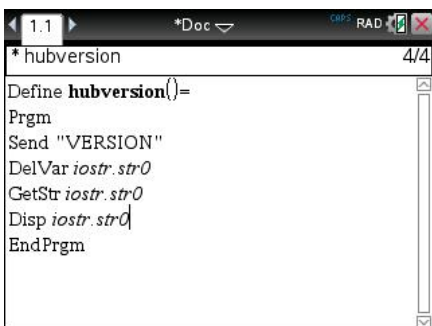 1.1 *Doc CAPS RAD
* hubversion 4/4
Define hubversion()=
Prgm
Send "VERSION"
DelVar iostr.str0
GetStr iostr.str0
Disp iostr.str0
EndPrgm